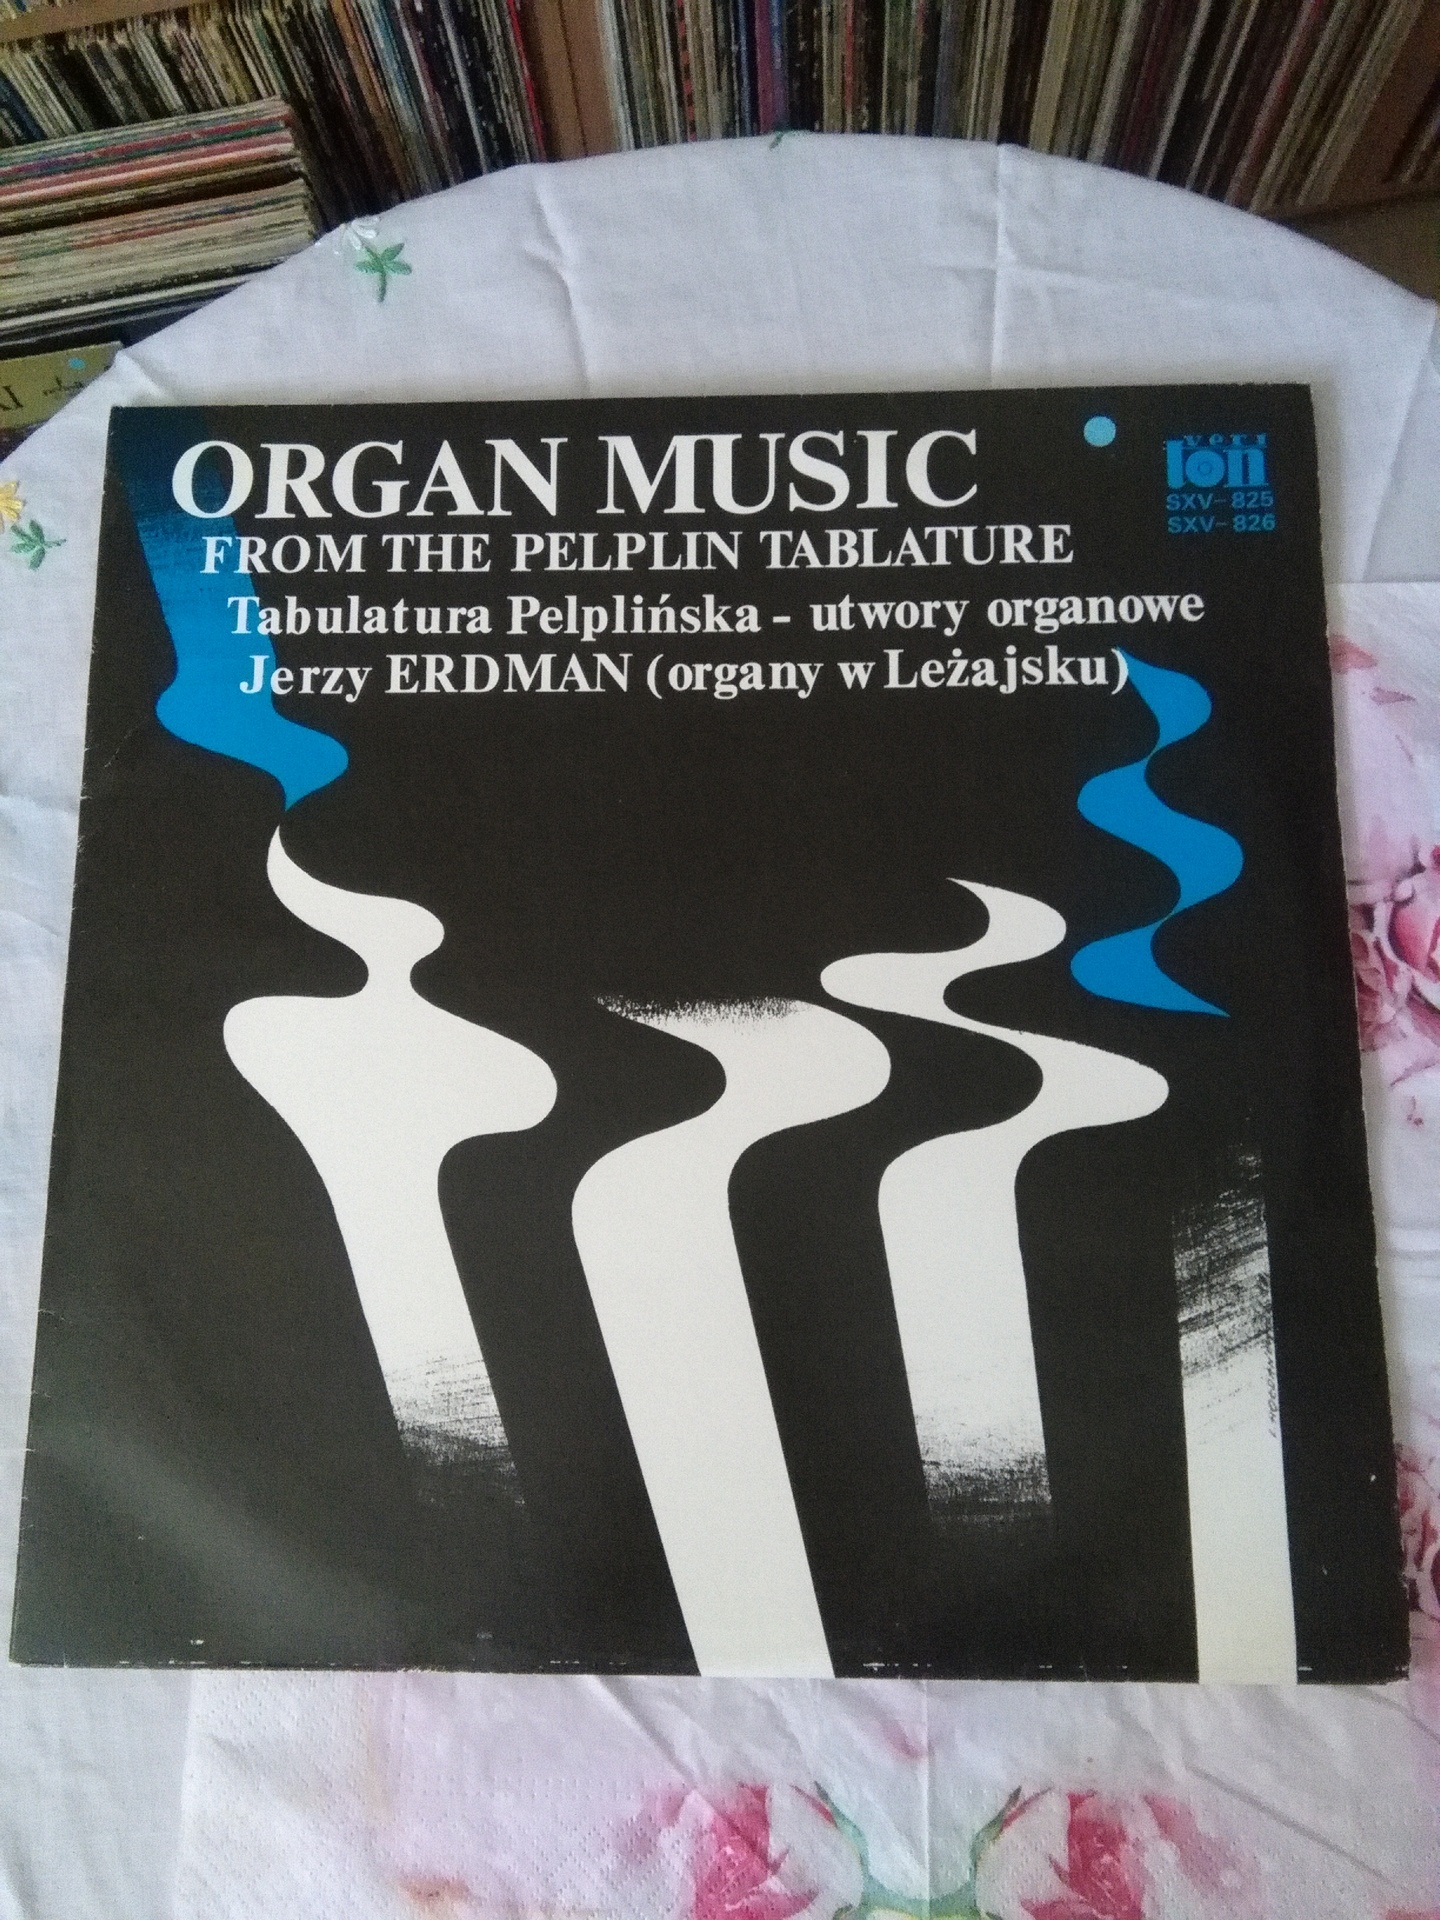 ORGAN MUSIC
FROM THE PELPLIN TABLATURE
Tabulatura Pelplińska - utwory organowe
Jerzy ERDMAN (organy w Leżajsku)
veri
ton
SXV-825
SXV-826